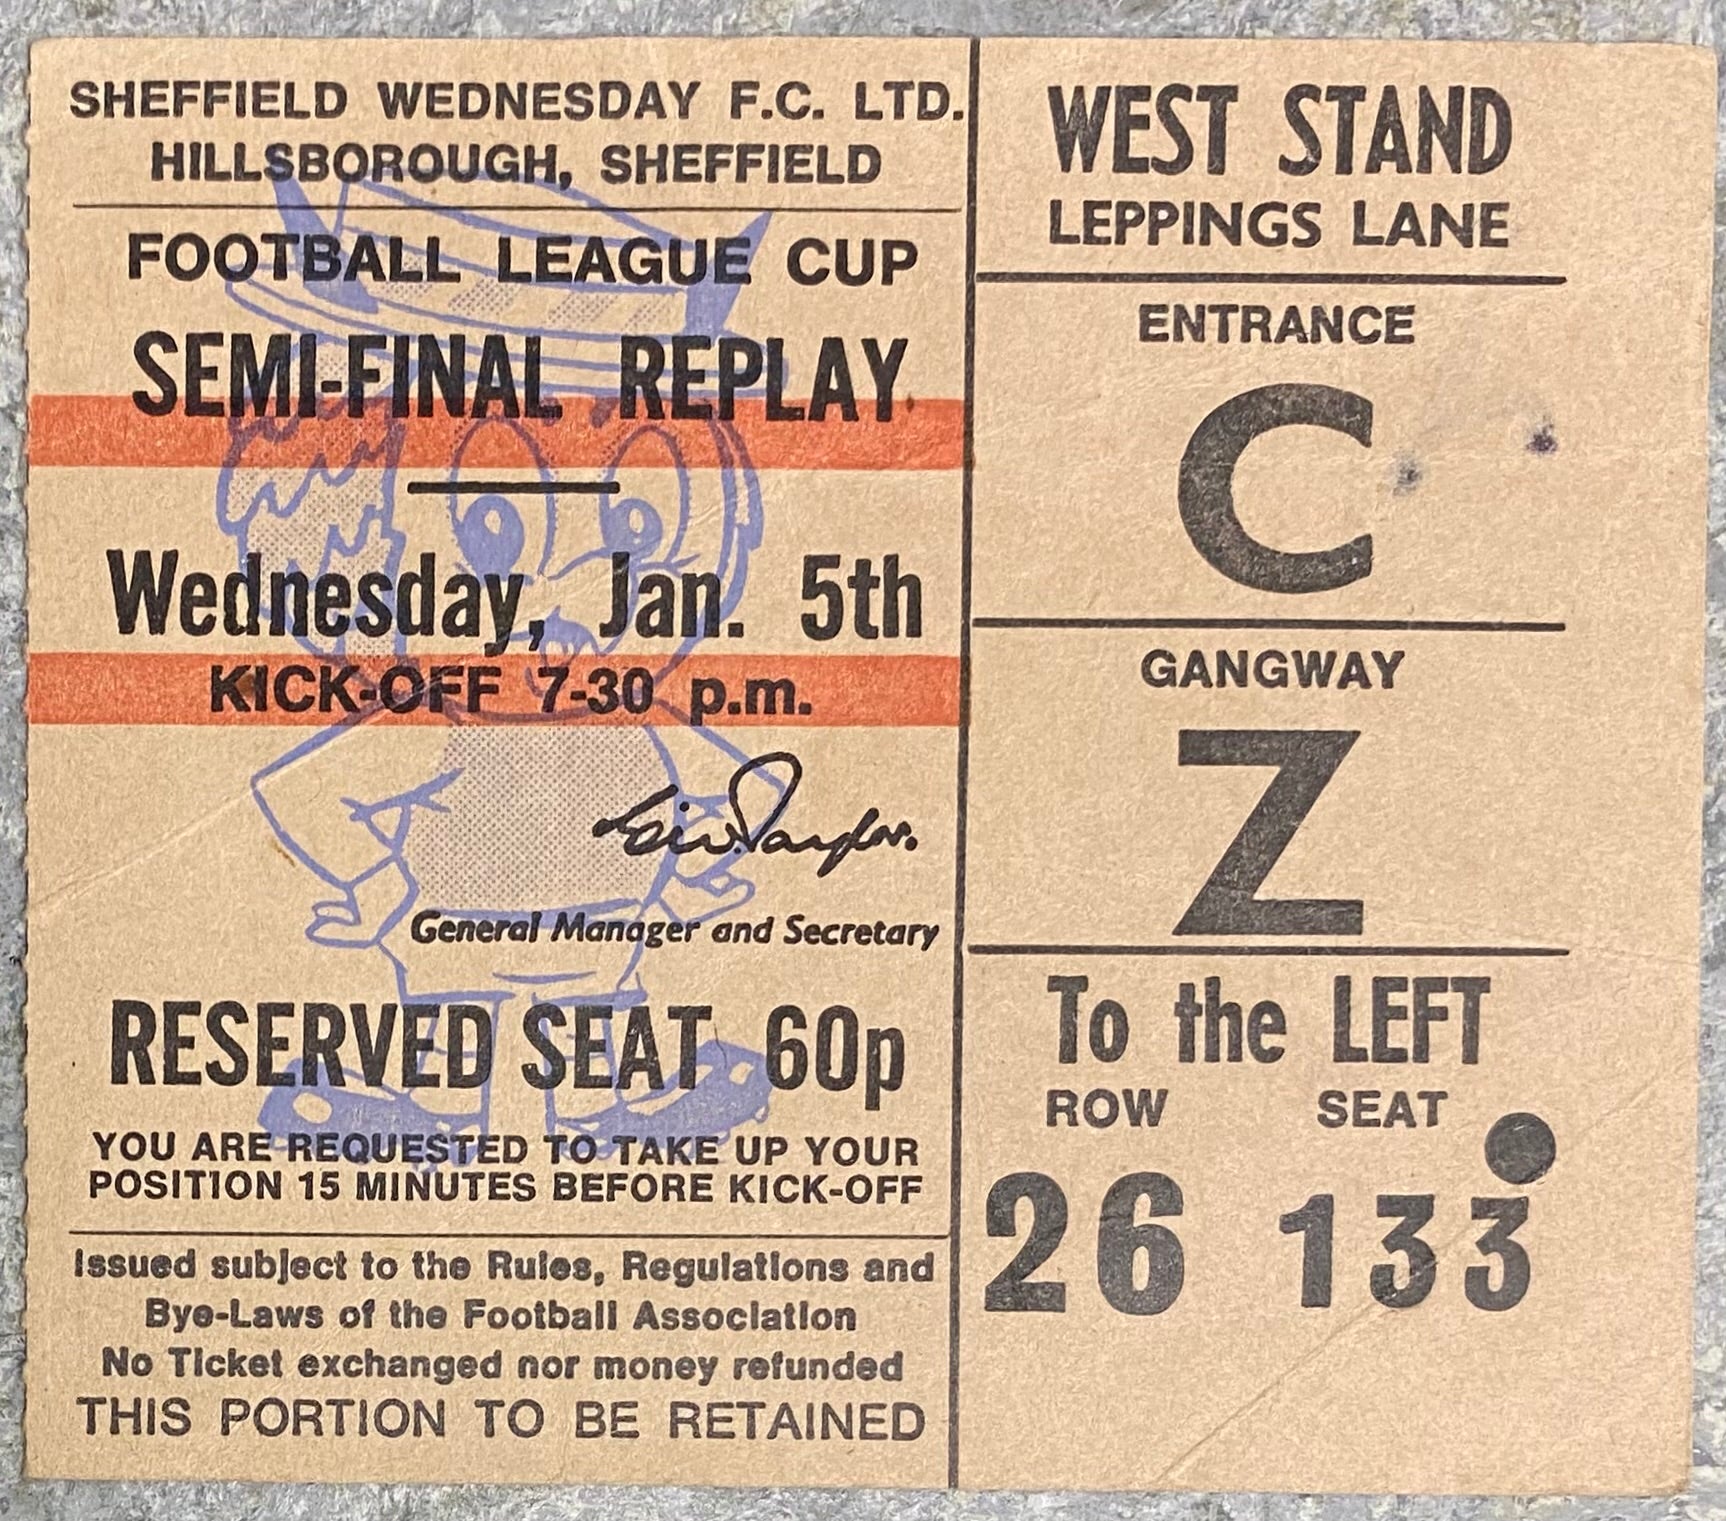 SHEFFIELD WEDNESDAY F.C. LTD.
HILLSBOROUGH, SHEFFIELD
FOOTBALL LEAGUE CUP
SEMI-FINAL REPLAY
Wednesday, Jan. 5th
KICK-OFF 7-30 p.m.
Eric Taylor.
General Manager and Secretary
RESERVED SEAT 60p
YOU ARE REQUESTED TO TAKE UP YOUR
POSITION 15 MINUTES BEFORE KICK-OFF
Issued subject to the Rules, Regulations and
Bye-Laws of the Football Association
No Ticket exchanged nor money refunded
THIS PORTION TO BE RETAINED
WEST STAND
LEPPINGS LANE
ENTRANCE
C
GANGWAY
Z
To the LEFT
ROW SEAT
26 133